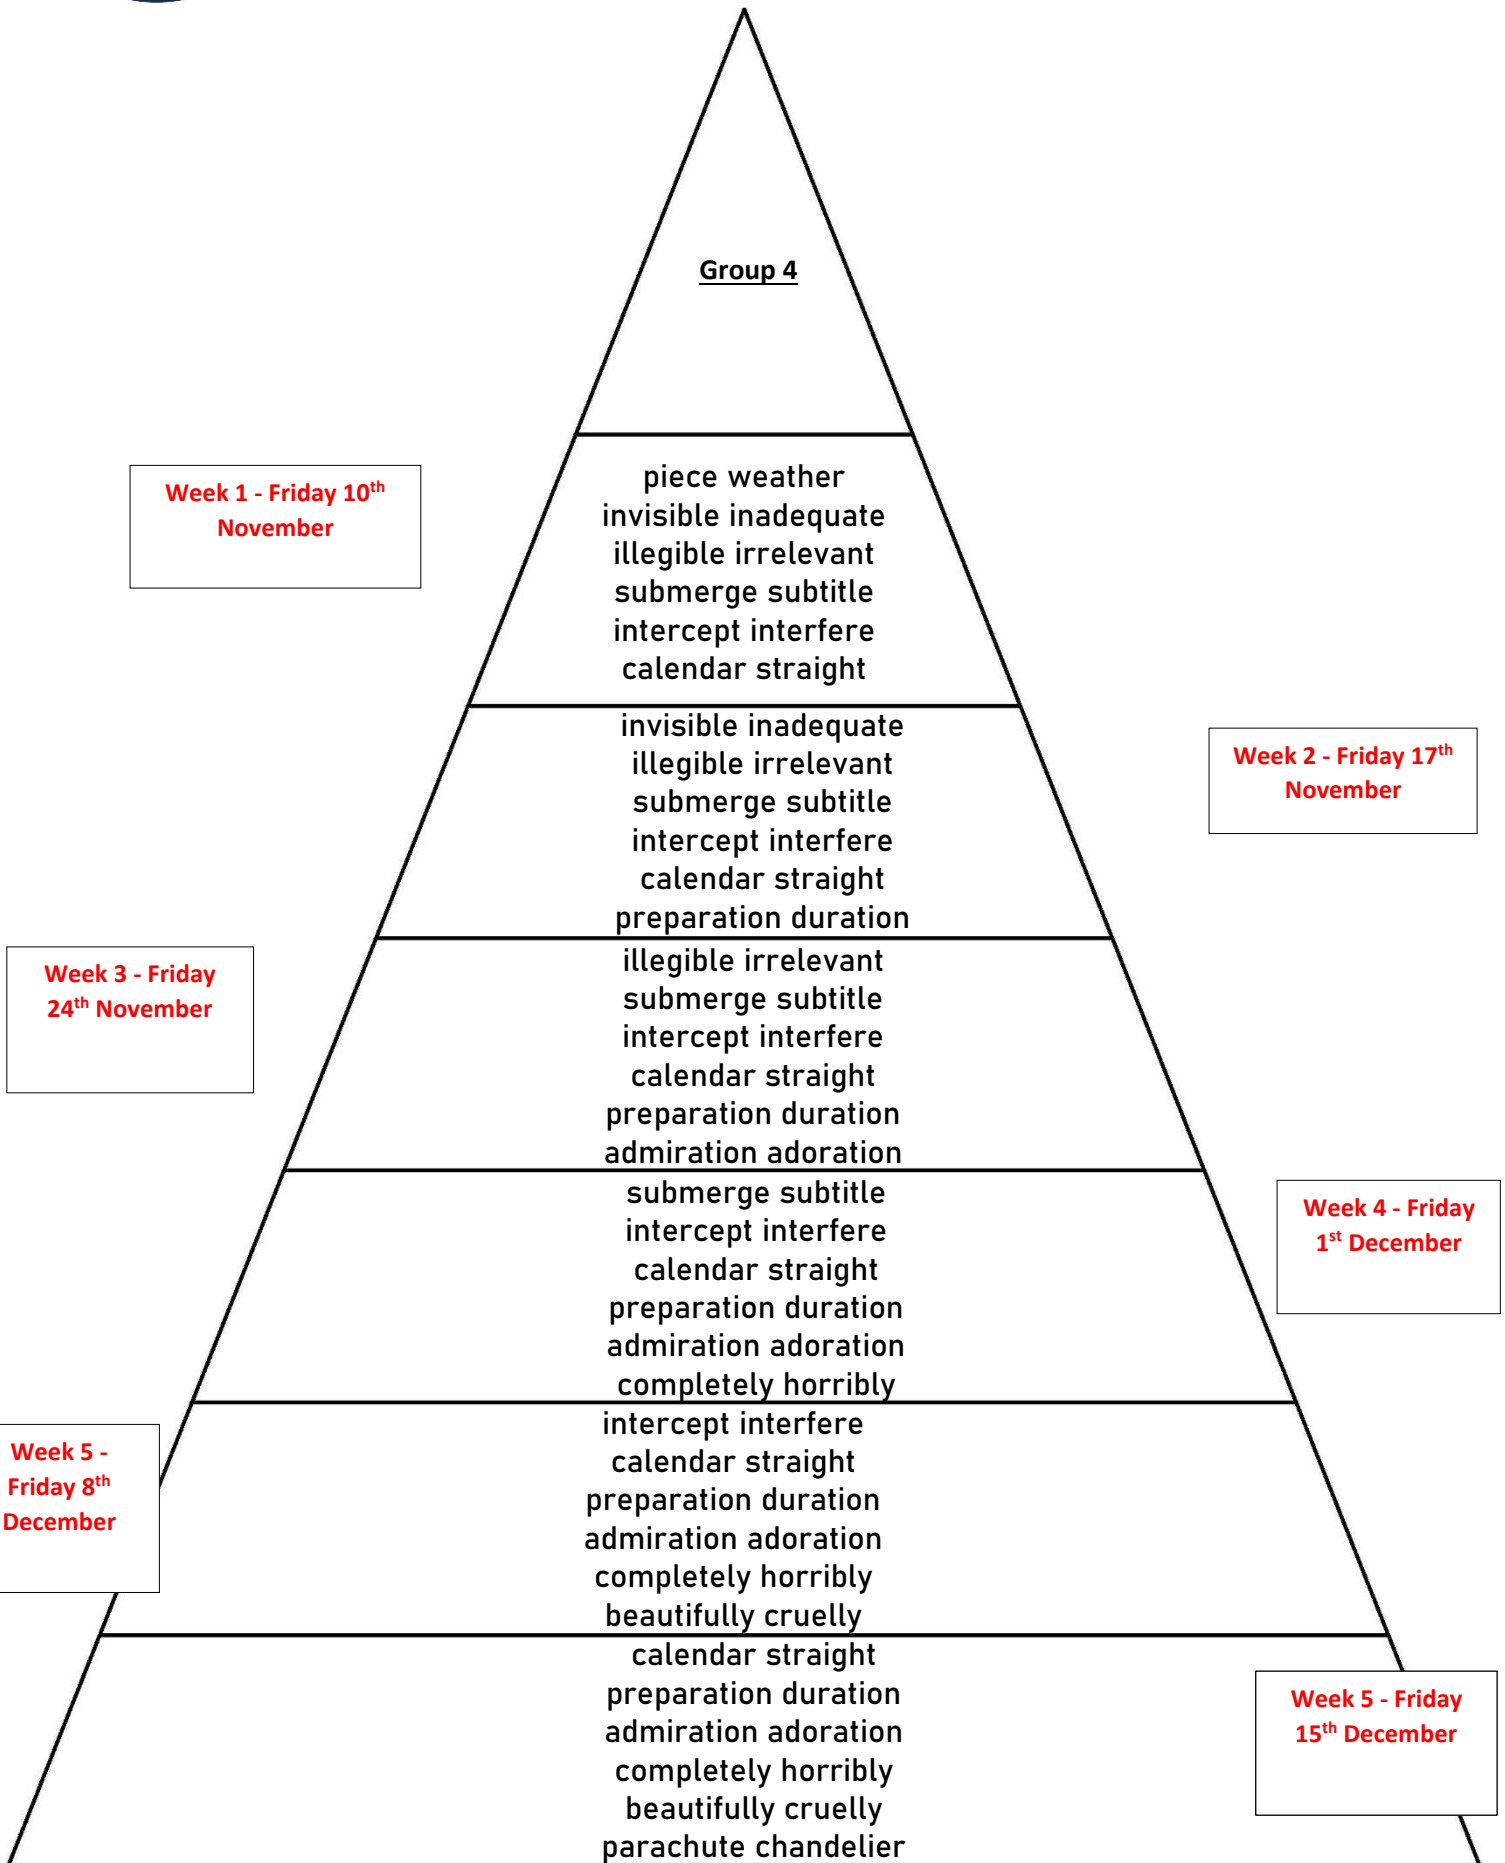 Group 4
Week 1 - Friday 10th
November
piece weather
invisible inadequate
illegible irrelevant
submerge subtitle
intercept interfere
calendar straight
Week 2 - Friday 17th
November
invisible inadequate
illegible irrelevant
submerge subtitle
intercept interfere
calendar straight
preparation duration
Week 3 - Friday
24th November
illegible irrelevant
submerge subtitle
intercept interfere
calendar straight
preparation duration
admiration adoration
Week 4 - Friday
1st December
submerge subtitle
intercept interfere
calendar straight
preparation duration
admiration adoration
completely horribly
Week 5 -
Friday 8th
December
intercept interfere
calendar straight
preparation duration
admiration adoration
completely horribly
beautifully cruelly
Week 5 - Friday
15th December
calendar straight
preparation duration
admiration adoration
completely horribly
beautifully cruelly
parachute chandelier